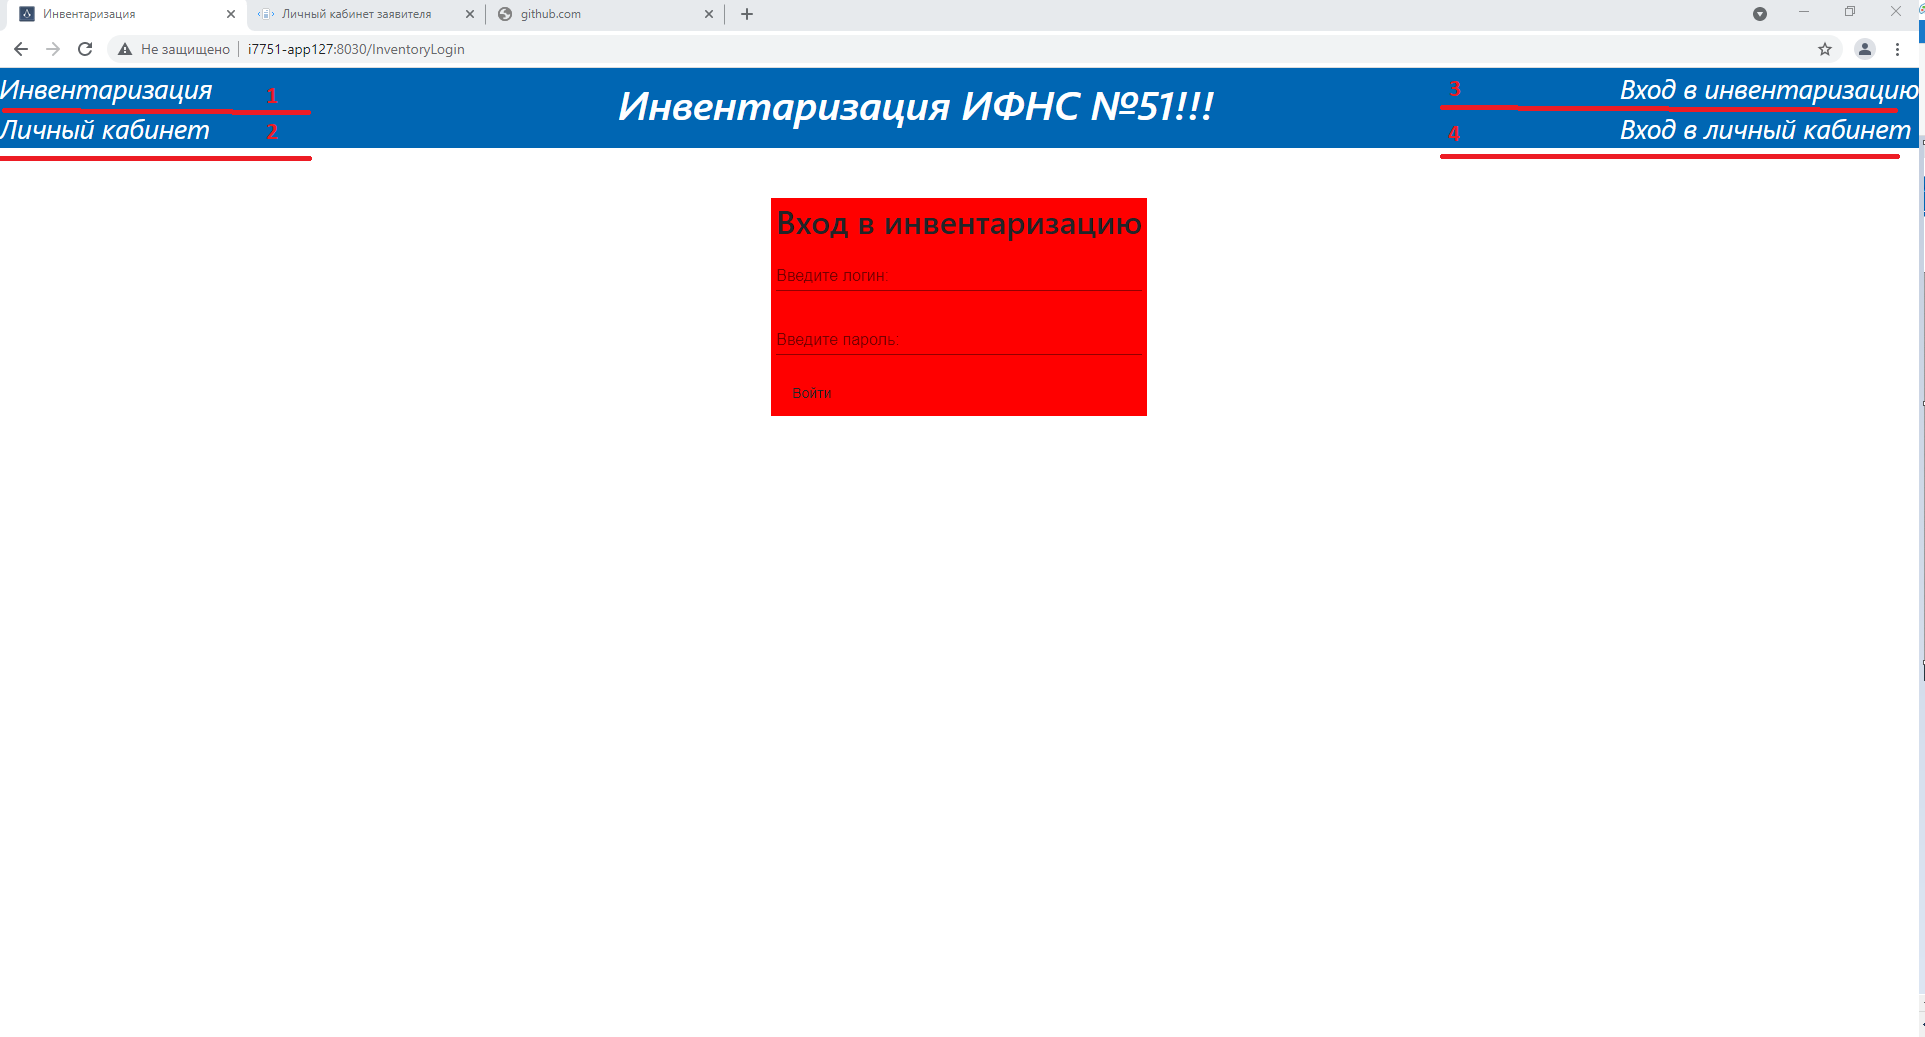 Инвентаризация
Личный кабинет заявителя
github.com
Не защищено
i7751-app127:8030/InventoryLogin
Инвентаризация 1
Личный кабинет 2
Инвентаризация ИФНС №51!!!
3 Вход в инвентаризацию
4 Вход в личный кабинет
Вход в инвентаризацию
Введите логин:
Введите пароль:
Войти